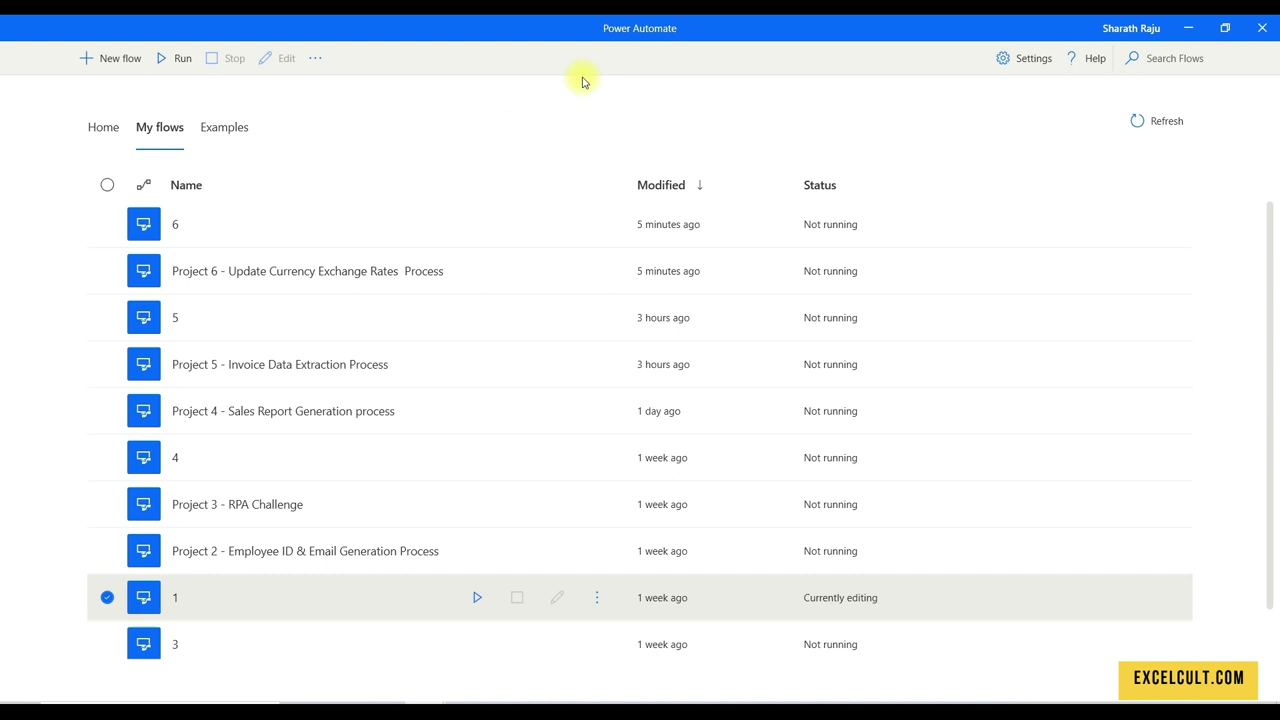 Power Automate
Sharath Raju
New flow Run Stop Edit ...
Settings ? Help Search Flows
Home My flows Examples
Refresh
Name Modified ↓ Status
6 5 minutes ago Not running
Project 6 - Update Currency Exchange Rates  Process 5 minutes ago Not running
5 3 hours ago Not running
Project 5 - Invoice Data Extraction Process 3 hours ago Not running
Project 4 - Sales Report Generation process 1 day ago Not running
4 1 week ago Not running
Project 3 - RPA Challenge 1 week ago Not running
Project 2 - Employee ID & Email Generation Process 1 week ago Not running
1 1 week ago Currently editing
3 1 week ago Not running
EXCELCULT.COM